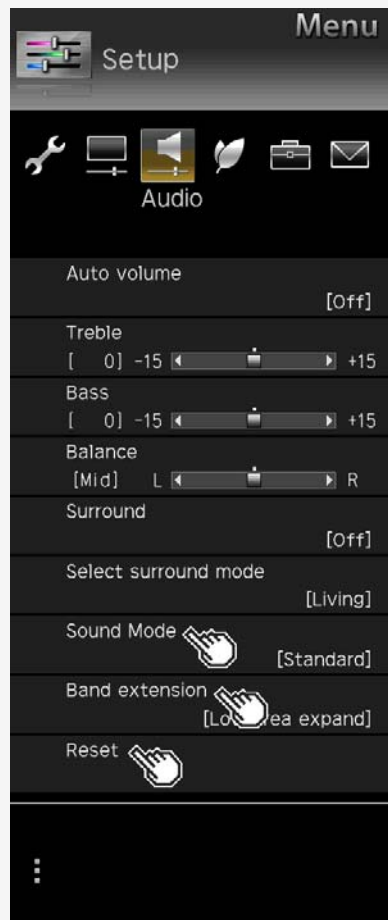 Menu
Setup
Audio
Auto volume
[Off]
Treble
[ 0] -15 +15
Bass
[ 0] -15 +15
Balance
[Mid] L R
Surround
[Off]
Select surround mode
[Living]
Sound Mode
[Standard]
Band extension
expand]
Reset